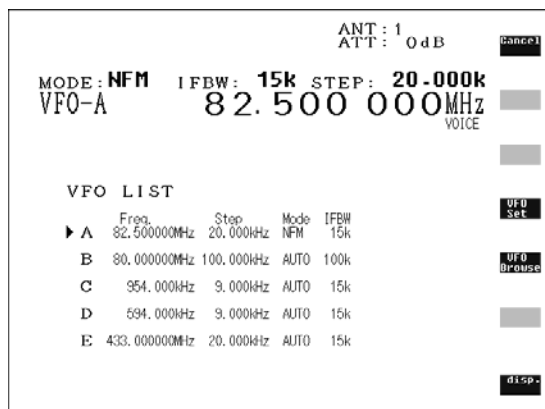 ANT:1
ATT: 0dB
Cancel
MODE:NFM IFBW: 15k STEP: 20.000k
VFO-A 82.500 000MHz
VOICE
VFO LIST
VFO Set
Freq. Step Mode IFBW
▶ A 82.500000MHz 20.000kHz NFM 15k
B 80.000000MHz 100.000kHz AUTO 100k
VFO Browse
C 954.000kHz 9.000kHz AUTO 15k
D 594.000kHz 9.000kHz AUTO 15k
E 433.000000MHz 20.000kHz AUTO 15k
disp.